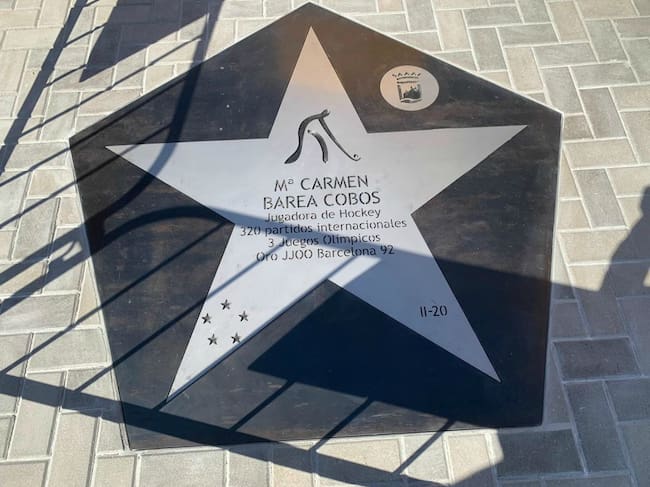 Mª CARMEN
BAREA COBOS
Jugadora de Hockey
320 partidos internacionales
3 Juegos Olímpicos
Oro JJOO Barcelona 92
II-20